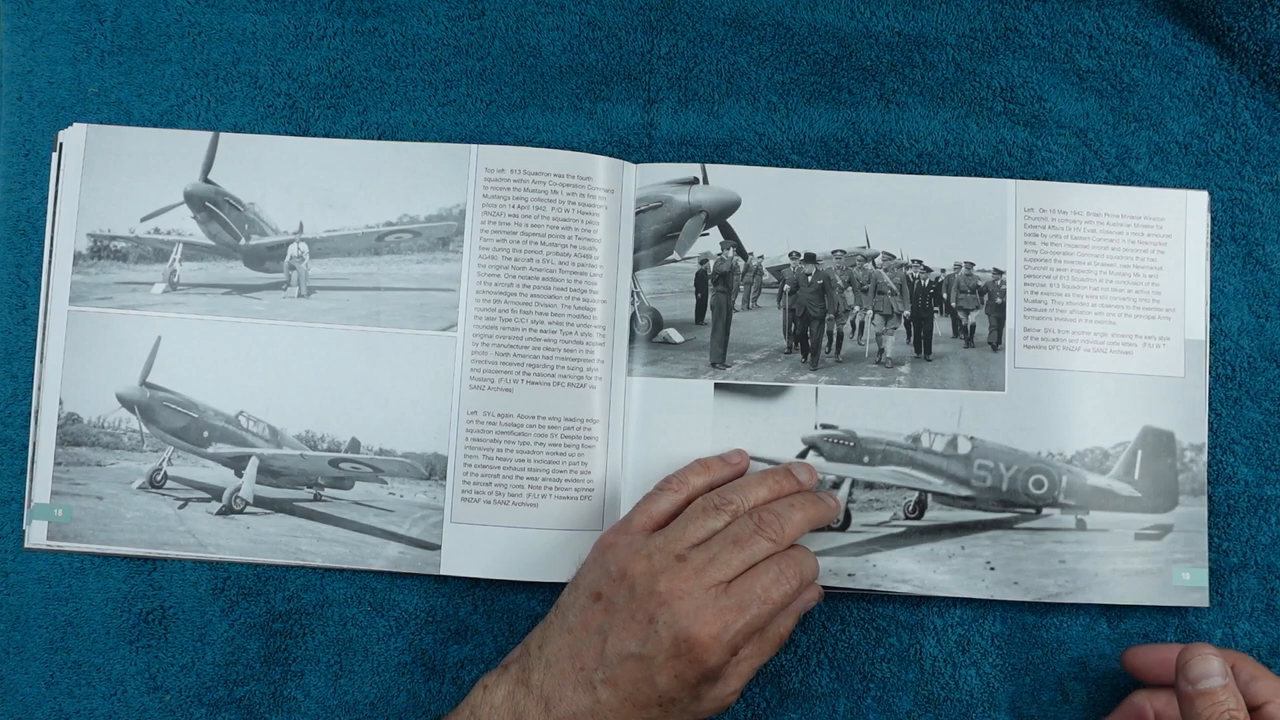 Top left: 613 Squadron was the fourth
squadron within Army Co-operation Command
to receive the Mustang Mk I, with its first ten
Mustangs being collected by the squadron's
pilots on 14 April 1942. P/O W T Hawkins
(RNZAF) was one of the squadron's pilots
at the time. He is seen here with in one of
the perimeter dispersal points at Twinwood
Farm with one of the Mustangs he usually
flew during this period, probably AG489 or
AG490. The aircraft is SY-L, and is painted in
the original North American Temperate Land
Scheme. One notable addition to the nose
of the aircraft is the panda head badge that
acknowledges the association of the squadron
to the 9th Armoured Division. The fuselage
roundel and fin flash have been modified to
the later Type C/C1 style, whilst the under-wing
roundels remain in the earlier Type A style. The
original oversized under-wing roundels applied
by the manufacturer are clearly seen in this
photo - North American had misinterpreted the
directives received regarding the sizing, style
and placement of the national markings for the
Mustang. (F/Lt W T Hawkins DFC RNZAF via
SANZ Archives)
Left: SY-L again. Above the wing leading edge
on the rear fuselage can be seen part of the
squadron identification code SY. Despite being
a reasonably new type, they were being flown
intensively as the squadron worked up on
them. This heavy use is indicated in part by
the extensive exhaust staining down the side
of the aircraft and the wear already evident on
the aircraft wing roots. Note the brown spinner
and lack of Sky band. (F/Lt W T Hawkins DFC
RNZAF via SANZ Archives)
18
Left: On 16 May 1942, British Prime Minister Winston
Churchill, in company with the Australian Minister for
External Affairs Dr HV Evatt, observed a mock armoured
battle by units of Eastern Command in the Newmarket
area. He then inspected aircraft and personnel of the
Army Co-operation Command squadrons that had
supported the exercise at Snailwell, near Newmarket.
Churchill is seen inspecting the Mustang Mk Is and
personnel of 613 Squadron at the conclusion of the
exercise. 613 Squadron had not taken an active role
in the exercise as they were still converting onto the
Mustang. They attended as observers to the exercise and
because of their affiliation with one of the principal Army
formations involved in the exercise.
Below: SY-L from another angle, showing the early style
of the squadron and individual code letters. (F/Lt W T
Hawkins DFC RNZAF via SANZ Archives)
SY